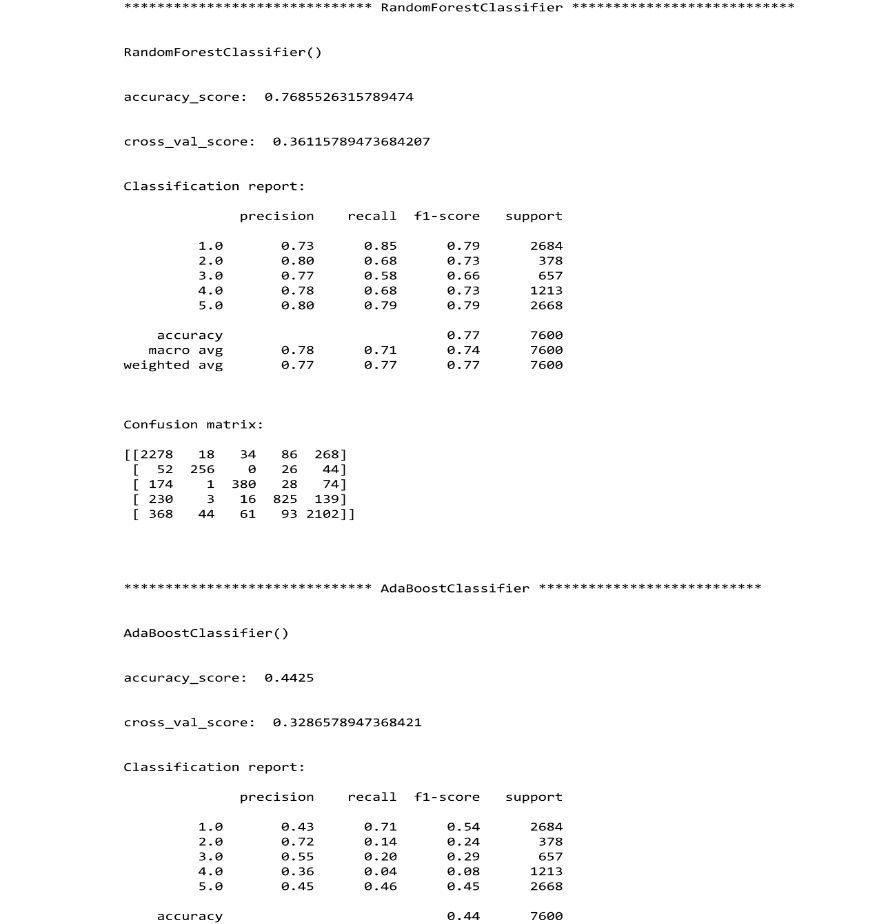 ****************************** RandomForestClassifier ***************************
RandomForestClassifier()
accuracy_score:  0.7685526315789474
cross_val_score:  0.36115789473684207
Classification report:
              precision    recall  f1-score   support
         1.0       0.73      0.85      0.79      2684
         2.0       0.80      0.68      0.73       378
         3.0       0.77      0.58      0.66       657
         4.0       0.78      0.68      0.73      1213
         5.0       0.80      0.79      0.79      2668
    accuracy                           0.77      7600
   macro avg       0.78      0.71      0.74      7600
weighted avg       0.77      0.77      0.77      7600
Confusion matrix:
[[2278   18   34   86  268]
 [  52  256    0   26   44]
 [ 174    1  380   28   74]
 [ 230    3   16  825  139]
 [ 368   44   61   93 2102]]
****************************** AdaBoostClassifier ***************************
AdaBoostClassifier()
accuracy_score:  0.4425
cross_val_score:  0.3286578947368421
Classification report:
              precision    recall  f1-score   support
         1.0       0.43      0.71      0.54      2684
         2.0       0.72      0.14      0.24       378
         3.0       0.55      0.20      0.29       657
         4.0       0.36      0.04      0.08      1213
         5.0       0.45      0.46      0.45      2668
    accuracy                           0.44      7600